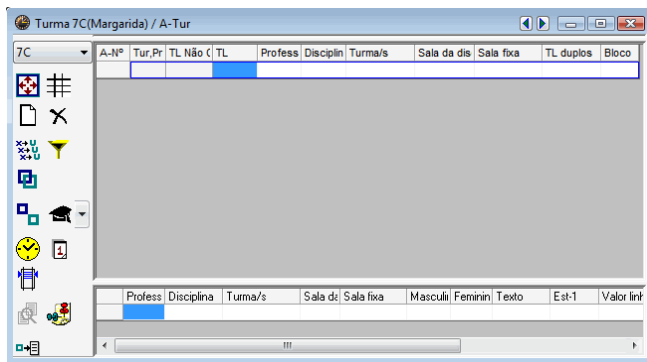 Turma 7C(Margarida) / A-Tur
7C
A-Nº Tur,Pr TL Não ( TL Profess Disciplin Turma/s Sala da dis Sala fixa TL duplos Bloco
Profess Disciplina Turma/s Sala da Sala fixa Masculi Feminin Texto Est-1 Valor linh